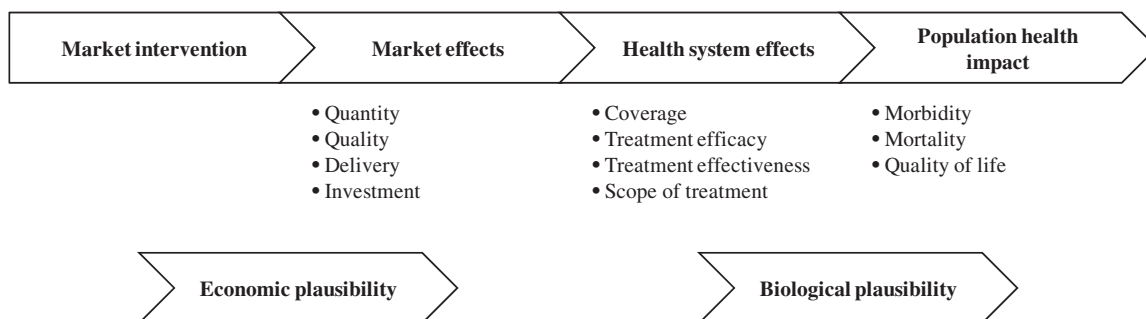 Market intervention
Market effects
Health system effects
Population health
impact
• Quantity
• Quality
• Delivery
• Investment
• Coverage
• Treatment efficacy
• Treatment effectiveness
• Scope of treatment
• Morbidity
• Mortality
• Quality of life
Economic plausibility
Biological plausibility